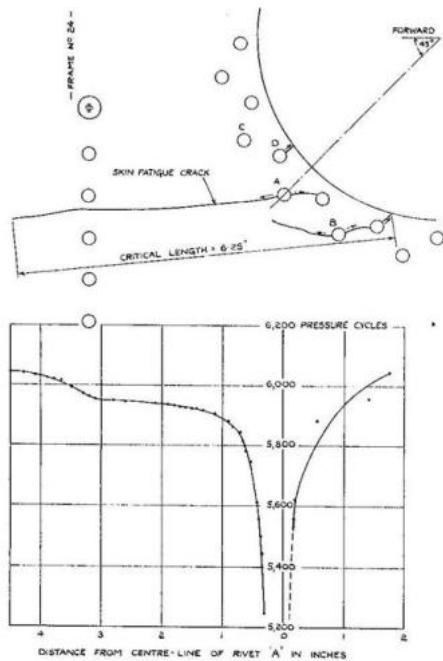 — FRAME Nº 24 —
FORWARD
45°
C
D
A
SKIN FATIGUE CRACK
B
CRITICAL LENGTH = 6·25"
6,200 PRESSURE CYCLES
6,000
5,800
5,600
5,400
5,200
4 3 2 1 0 1 2
DISTANCE FROM CENTRE-LINE OF RIVET 'A' IN INCHES